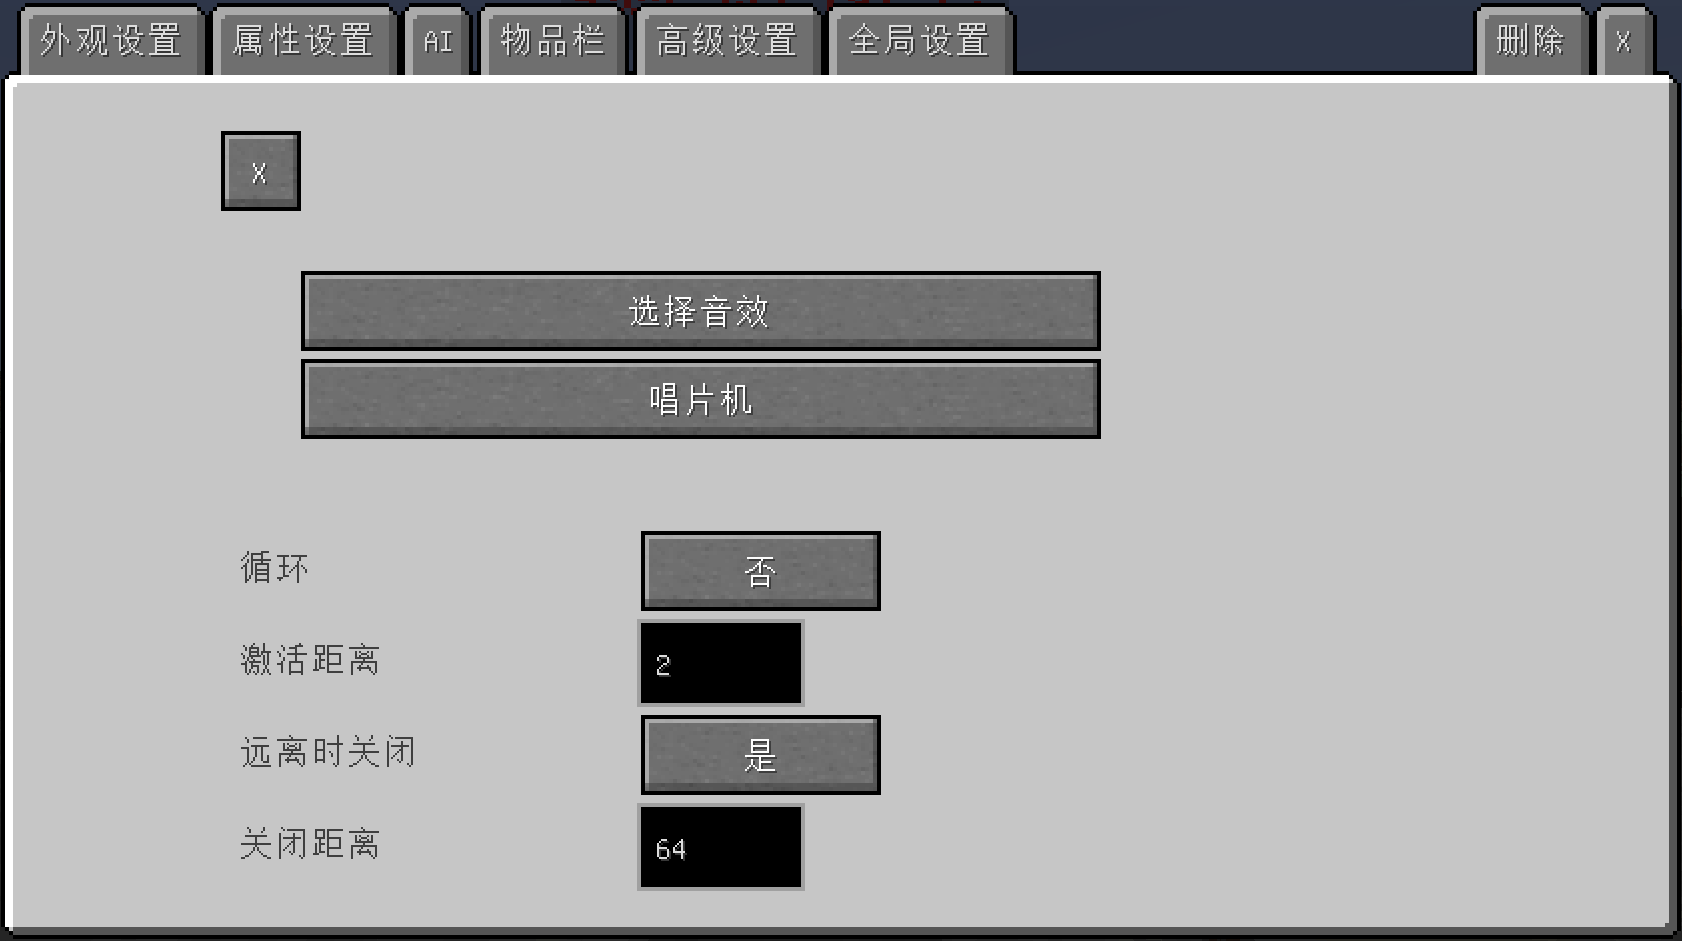 外观设置 属性设置 AI 物品栏 高级设置 全局设置 删除 X
X
选择音效
唱片机
循环 否
激活距离 2
远离时关闭 是
关闭距离 64